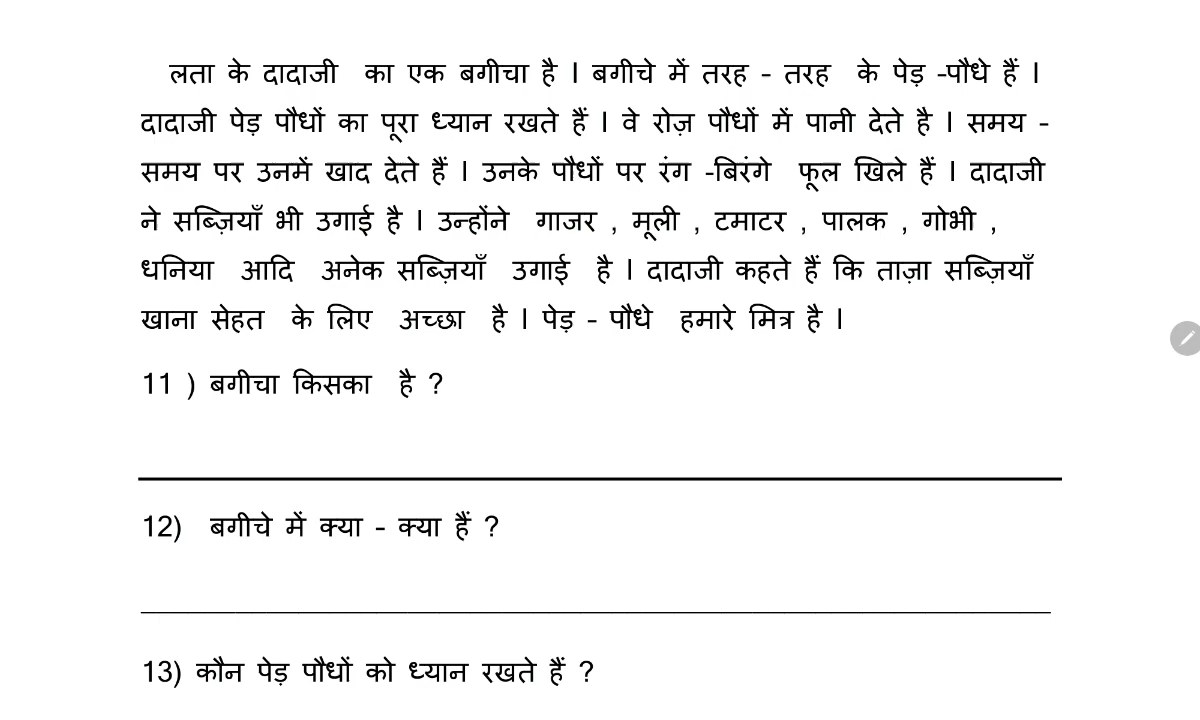 लता के दादाजी का एक बगीचा है । बगीचे में तरह - तरह के पेड़ -पौधे हैं ।
दादाजी पेड़ पौधों का पूरा ध्यान रखते हैं । वे रोज़ पौधों में पानी देते है । समय -
समय पर उनमें खाद देते हैं । उनके पौधों पर रंग -बिरंगे फूल खिले हैं । दादाजी
ने सब्ज़ियाँ भी उगाई है । उन्होंने गाजर , मूली , टमाटर , पालक , गोभी ,
धनिया आदि अनेक सब्ज़ियाँ उगाई है । दादाजी कहते हैं कि ताज़ा सब्ज़ियाँ
खाना सेहत के लिए अच्छा है । पेड़ - पौधे हमारे मित्र है ।
11 ) बगीचा किसका है ?
12) बगीचे में क्या - क्या हैं ?
13) कौन पेड़ पौधों को ध्यान रखते हैं ?